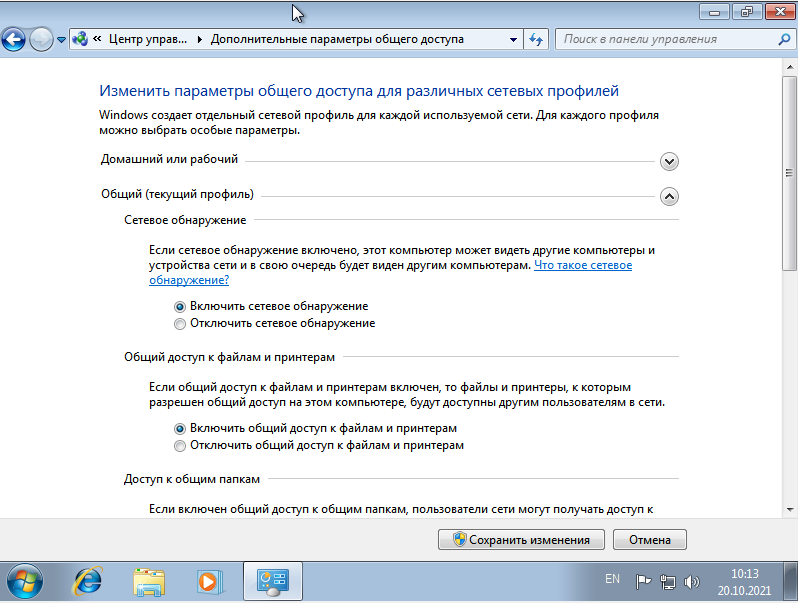 Центр управ... Дополнительные параметры общего доступа Поиск в панели управления
Изменить параметры общего доступа для различных сетевых профилей
Windows создает отдельный сетевой профиль для каждой используемой сети. Для каждого профиля
можно выбрать особые параметры.
Домашний или рабочий
Общий (текущий профиль)
Сетевое обнаружение
Если сетевое обнаружение включено, этот компьютер может видеть другие компьютеры и
устройства сети и в свою очередь будет виден другим компьютерам. Что такое сетевое
обнаружение?
Включить сетевое обнаружение
Отключить сетевое обнаружение
Общий доступ к файлам и принтерам
Если общий доступ к файлам и принтерам включен, то файлы и принтеры, к которым
разрешен общий доступ на этом компьютере, будут доступны другим пользователям в сети.
Включить общий доступ к файлам и принтерам
Отключить общий доступ к файлам и принтерам
Доступ к общим папкам
Если включен общий доступ к общим папкам, пользователи сети могут получать доступ к
Сохранить изменения Отмена
EN 10:13
20.10.2021